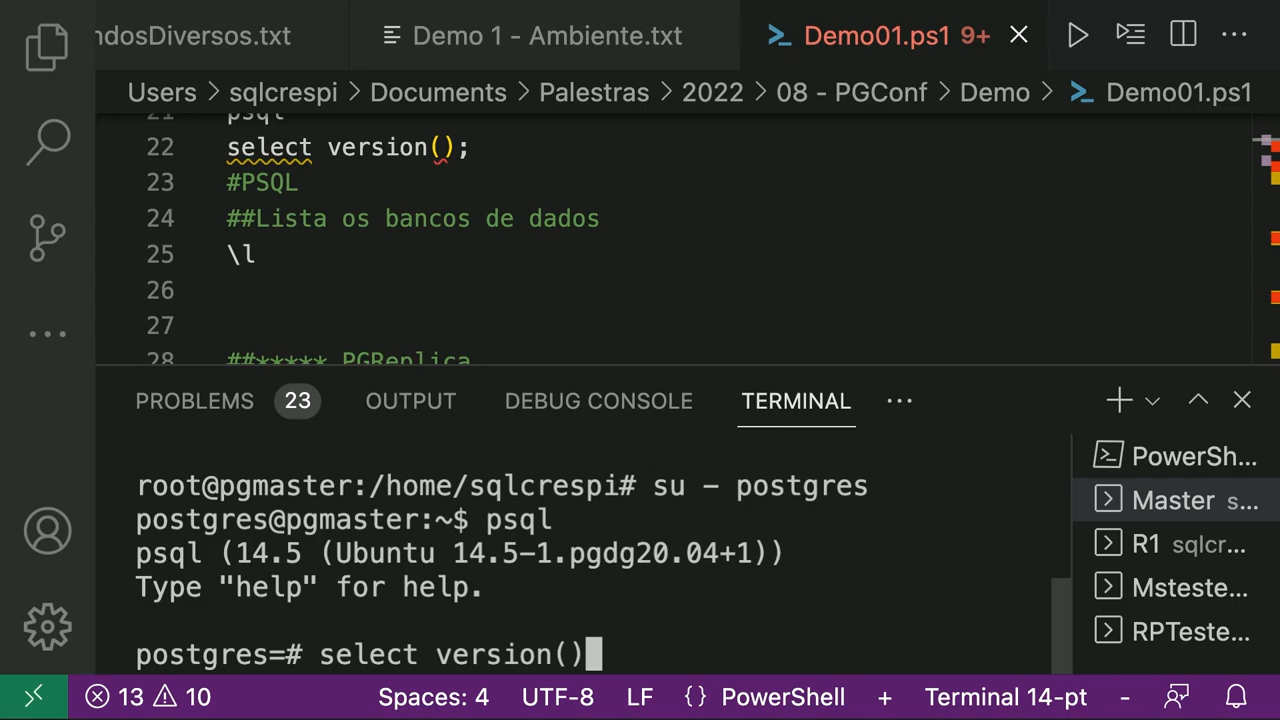 ndosDiversos.txt
Demo 1 - Ambiente.txt
Demo01.ps1 9+
Users > sqlcrespi > Documents > Palestras > 2022 > 08 - PGConf > Demo > Demo01.ps1
21 psql
22 select version();
23 #PSQL
24 ##Lista os bancos de dados
25 \l
26
27
28 ##***** PGReplica
PROBLEMS 23 OUTPUT DEBUG CONSOLE TERMINAL
root@pgmaster:/home/sqlcrespi# su - postgres
postgres@pgmaster:~$ psql
psql (14.5 (Ubuntu 14.5-1.pgdg20.04+1))
Type "help" for help.
postgres=# select version()
PowerSh...
Master s...
R1 sqlcr...
Msteste...
RPTeste...
13 10 Spaces: 4 UTF-8 LF {} PowerShell + Terminal 14-pt -